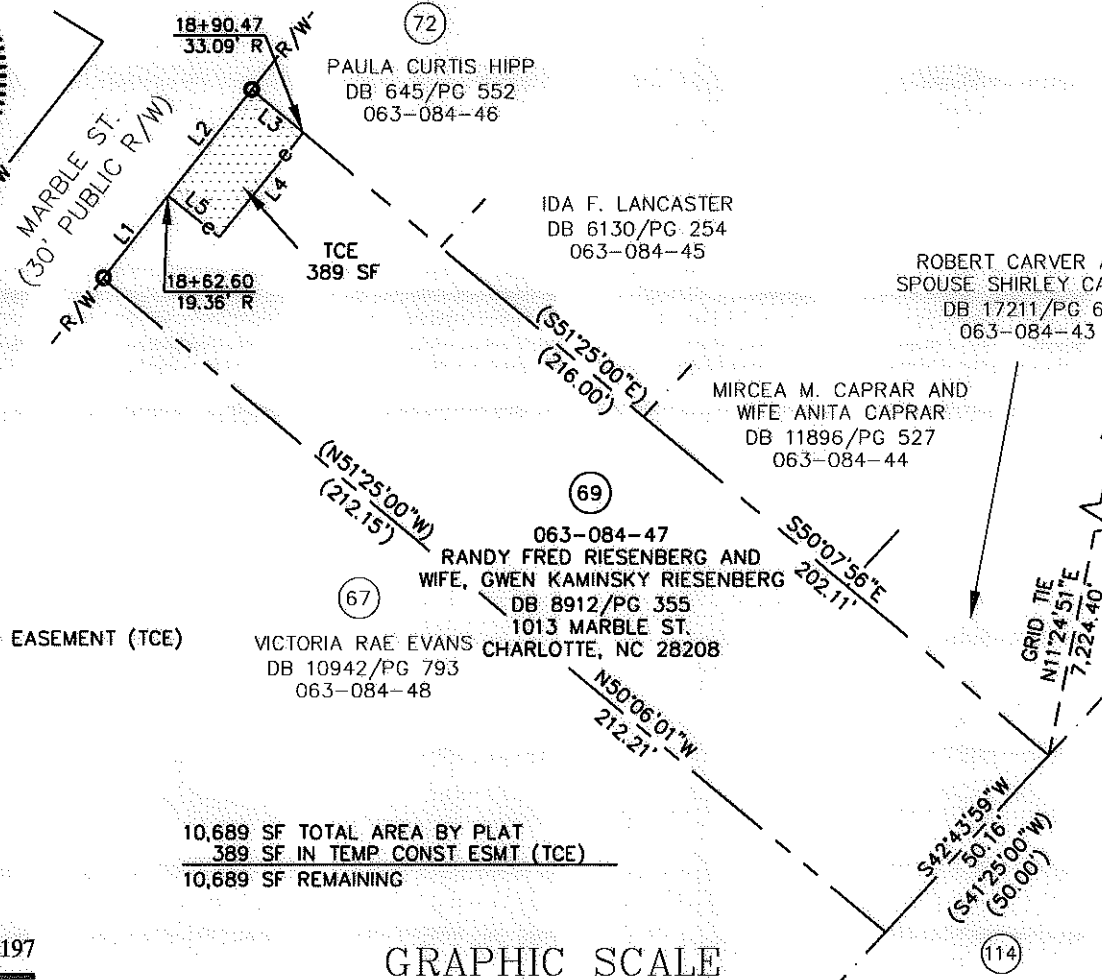 18+90.47
33.09' R
R/W
72
PAULA CURTIS HIPP
DB 645/PG 552
063-084-46
MARBLE ST.
(30' PUBLIC R/W)
L1
L2
L3
L4
L5
e
e
R/W
18+62.60
19.36' R
TCE
389 SF
IDA F. LANCASTER
DB 6130/PG 254
063-084-45
ROBERT CARVER
SPOUSE SHIRLEY CA
DB 17211/PG 6
063-084-43
(S51°25'00"E)
(216.00')
MIRCEA M. CAPRAR AND
WIFE ANITA CAPRAR
DB 11896/PG 527
063-084-44
(N51°25'00"W)
(212.15')
69
063-084-47
RANDY FRED RIESENBERG AND
WIFE, GWEN KAMINSKY RIESENBERG
DB 8912/PG 355
1013 MARBLE ST.
CHARLOTTE, NC 28208
S50°07'56"E
202.11'
GRID TIE
N11°24'51"E
7,224.40'
EASEMENT (TCE)
67
VICTORIA RAE EVANS
DB 10942/PG 793
063-084-48
N50°06'01"W
212.21'
S42°43'59"W
50.16'
(S41°25'00"W)
(50.00')
10,689 SF TOTAL AREA BY PLAT
389 SF IN TEMP CONST ESMT (TCE)
10,689 SF REMAINING
114
197
GRAPHIC SCALE